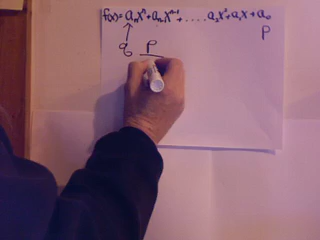 f(x)=aₙxⁿ+aₙ₋₁xⁿ⁻¹+.....a₂x²+a₁x+a₀
p
q p